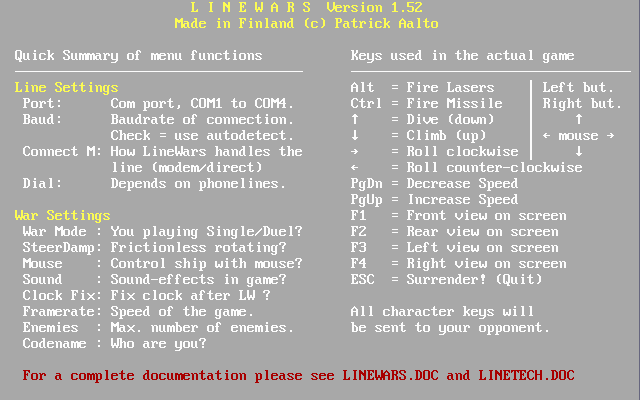 L I N E W A R S  Version 1.52
Made in Finland (c) Patrick Aalto
Quick Summary of menu functions
Line Settings
Port: Com port, COM1 to COM4.
Baud: Baudrate of connection.
Check = use autodetect.
Connect M: How LineWars handles the
line (modem/direct)
Dial: Depends on phonelines.
War Settings
War Mode : You playing Single/Duel?
SteerDamp: Frictionless rotating?
Mouse : Control ship with mouse?
Sound : Sound-effects in game?
Clock Fix: Fix clock after LW ?
Framerate: Speed of the game.
Enemies : Max. number of enemies.
Codename : Who are you?
Keys used in the actual game
Alt = Fire Lasers | Left but.
Ctrl = Fire Missile | Right but.
↑ = Dive (down) | ↑
↓ = Climb (up) | ← mouse →
→ = Roll clockwise | ↓
← = Roll counter-clockwise
PgDn = Decrease Speed
PgUp = Increase Speed
F1 = Front view on screen
F2 = Rear view on screen
F3 = Left view on screen
F4 = Right view on screen
ESC = Surrender! (Quit)
All character keys will
be sent to your opponent.
For a complete documentation please see LINEWARS.DOC and LINETECH.DOC